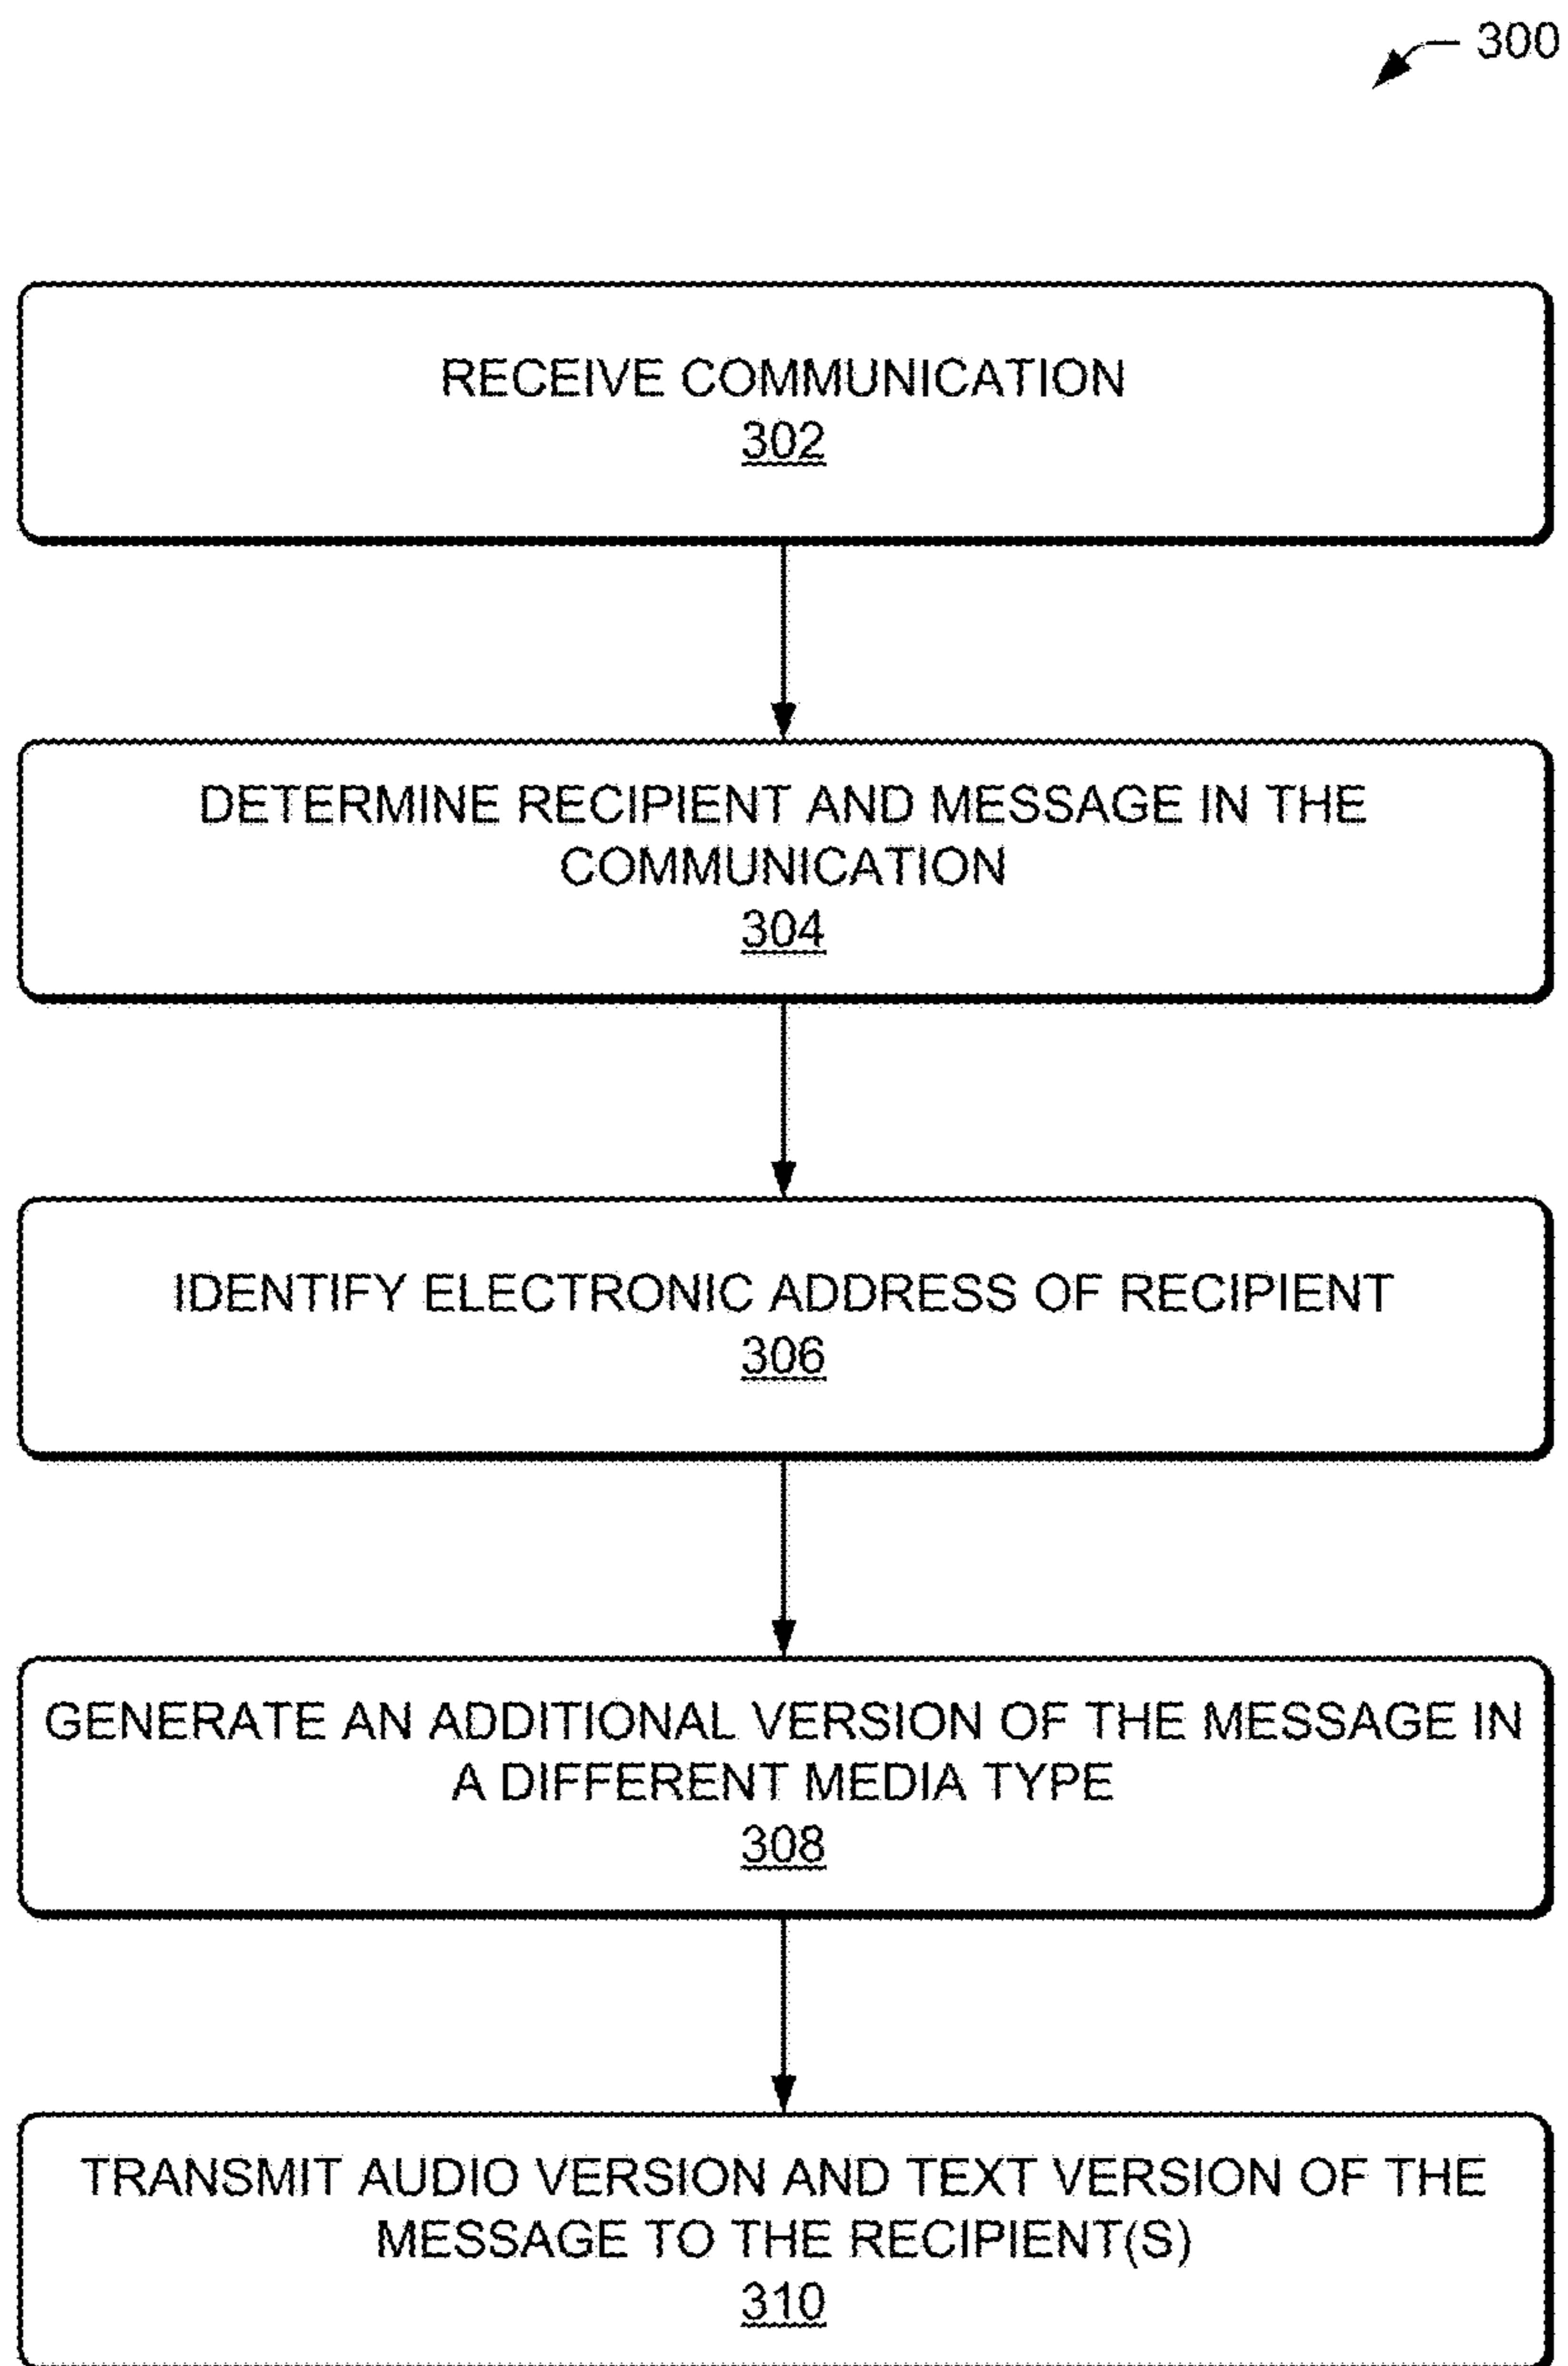 300
RECEIVE COMMUNICATION
302
DETERMINE RECIPIENT AND MESSAGE IN THE
COMMUNICATION
304
IDENTIFY ELECTRONIC ADDRESS OF RECIPIENT
306
GENERATE AN ADDITIONAL VERSION OF THE MESSAGE IN
A DIFFERENT MEDIA TYPE
308
TRANSMIT AUDIO VERSION AND TEXT VERSION OF THE
MESSAGE TO THE RECIPIENT(S)
310